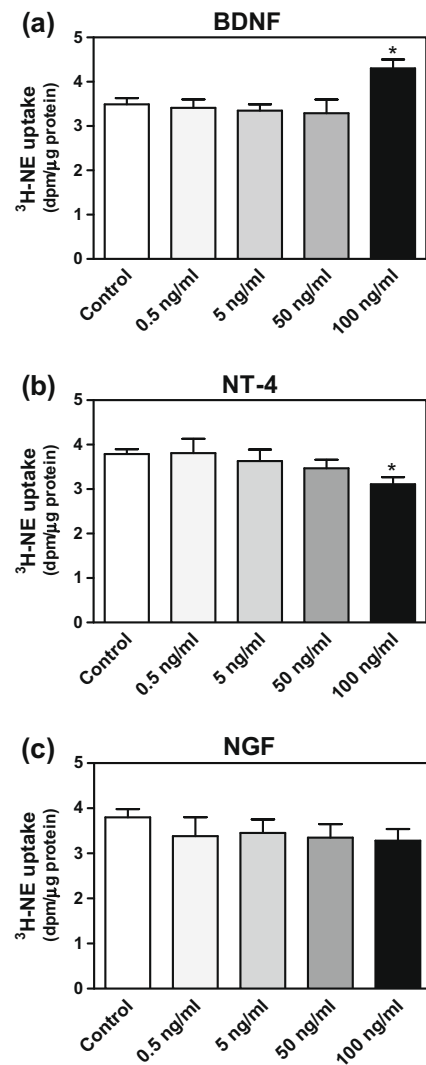 (a) BDNF
³H-NE uptake
(dpm/μg protein)
5
4
3
2
1
0
*
Control
0.5 ng/ml
5 ng/ml
50 ng/ml
100 ng/ml
(b) NT-4
³H-NE uptake
(dpm/μg protein)
5
4
3
2
1
0
*
Control
0.5 ng/ml
5 ng/ml
50 ng/ml
100 ng/ml
(c) NGF
³H-NE uptake
(dpm/μg protein)
5
4
3
2
1
0
Control
0.5 ng/ml
5 ng/ml
50 ng/ml
100 ng/ml